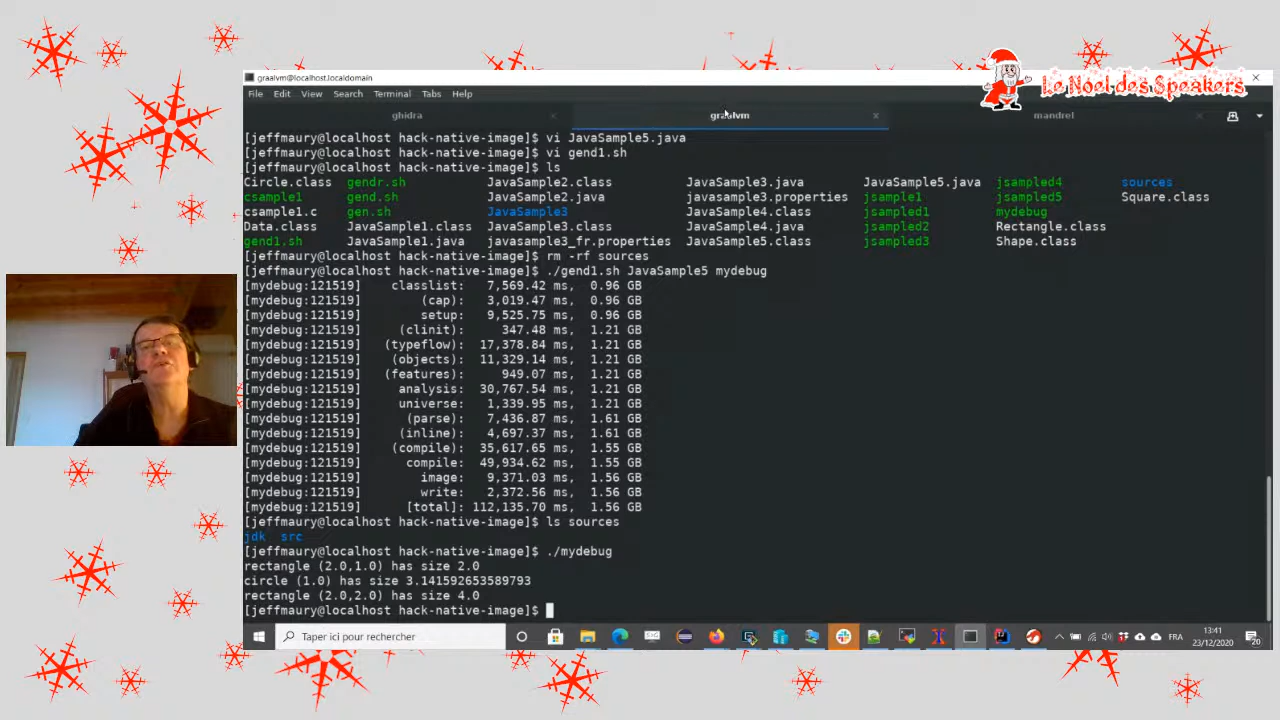 Le Noel des Speakers
graalvm@localhost.localdomain
File Edit View Search Terminal Tabs Help
ghidra graalvm mandrel
[jeffmaury@localhost hack-native-image]$ vi JavaSample5.java
[jeffmaury@localhost hack-native-image]$ vi gend1.sh
[jeffmaury@localhost hack-native-image]$ ls
Circle.class gendr.sh JavaSample2.class JavaSample3.java JavaSample5.java jsampled4 sources
csample1 gend.sh JavaSample2.java javasample3.properties jsample1 jsampled5 Square.class
csample1.c gen.sh JavaSample3 JavaSample4.class jsampled1 mydebug
Data.class JavaSample1.class JavaSample3.class JavaSample4.java jsampled2 Rectangle.class
gend1.sh JavaSample1.java javasample3_fr.properties JavaSample5.class jsampled3 Shape.class
[jeffmaury@localhost hack-native-image]$ rm -rf sources
[jeffmaury@localhost hack-native-image]$ ./gend1.sh JavaSample5 mydebug
[mydebug:121519] classlist: 7,569.42 ms, 0.96 GB
[mydebug:121519] (cap): 3,019.47 ms, 0.96 GB
[mydebug:121519] setup: 9,525.75 ms, 0.96 GB
[mydebug:121519] (clinit): 347.48 ms, 1.21 GB
[mydebug:121519] (typeflow): 17,378.84 ms, 1.21 GB
[mydebug:121519] (objects): 11,329.14 ms, 1.21 GB
[mydebug:121519] (features): 949.07 ms, 1.21 GB
[mydebug:121519] analysis: 30,767.54 ms, 1.21 GB
[mydebug:121519] universe: 1,339.95 ms, 1.21 GB
[mydebug:121519] (parse): 7,436.87 ms, 1.61 GB
[mydebug:121519] (inline): 4,697.37 ms, 1.61 GB
[mydebug:121519] (compile): 35,617.65 ms, 1.55 GB
[mydebug:121519] compile: 49,934.62 ms, 1.55 GB
[mydebug:121519] image: 9,371.03 ms, 1.56 GB
[mydebug:121519] write: 2,372.56 ms, 1.56 GB
[mydebug:121519] [total]: 112,135.70 ms, 1.56 GB
[jeffmaury@localhost hack-native-image]$ ls sources
jdk src
[jeffmaury@localhost hack-native-image]$ ./mydebug
rectangle (2.0,1.0) has size 2.0
circle (1.0) has size 3.141592653589793
rectangle (2.0,2.0) has size 4.0
[jeffmaury@localhost hack-native-image]$
Taper ici pour rechercher FRA 13:41
23/12/2020